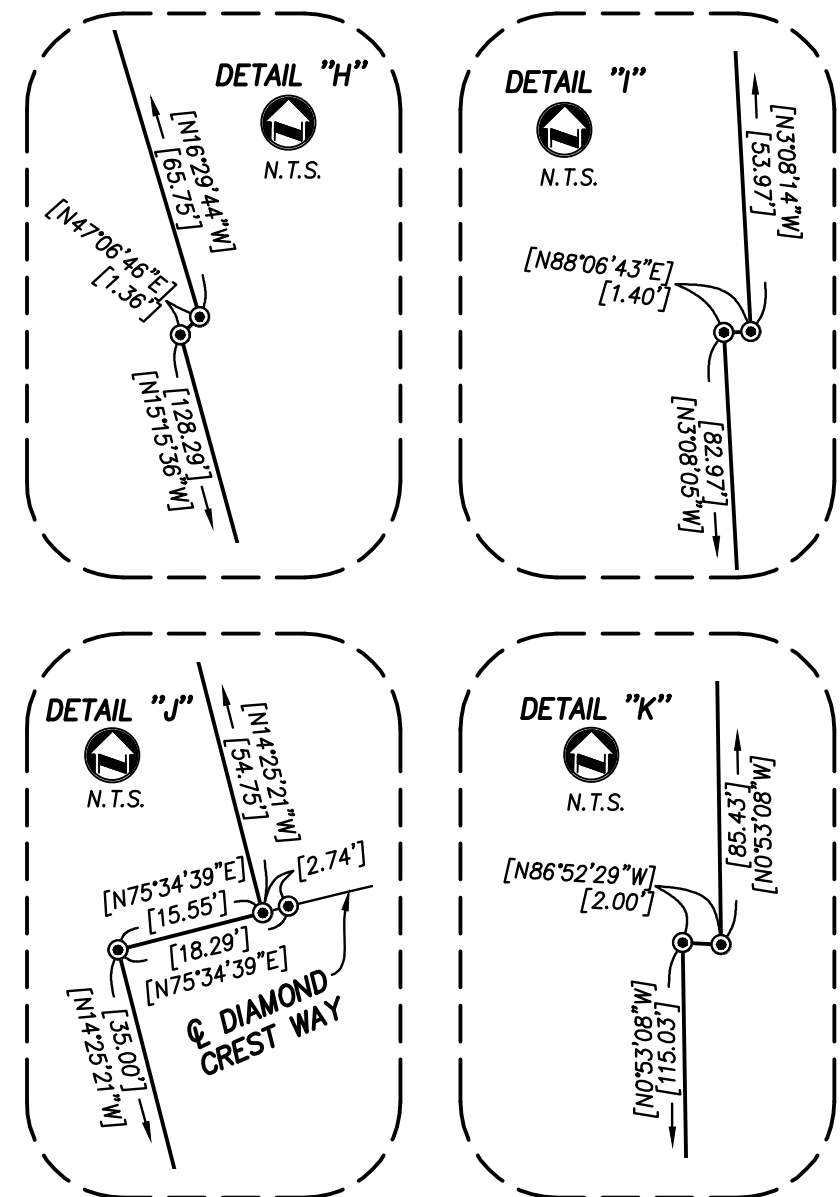 DETAIL "H"
N.T.S.
[N16°29'44"W]
[65.75']
[N47°06'46"E]
[1.36']
[128.29']
[N15°15'36"W]
DETAIL "I"
N.T.S.
[N3°08'14"W]
[53.97']
[N88°06'43"E]
[1.40']
[82.97']
[N3°08'05"W]
DETAIL "J"
N.T.S.
[N14°25'21"W]
[54.75']
[2.74']
[N75°34'39"E]
[15.55']
[18.29']
[N75°34'39"E]
[35.00']
[N14°25'21"W]
℄ DIAMOND
CREST WAY
DETAIL "K"
N.T.S.
[85.43']
[N0°53'08"W]
[N86°52'29"W]
[2.00']
[N0°53'08"W]
[115.03']